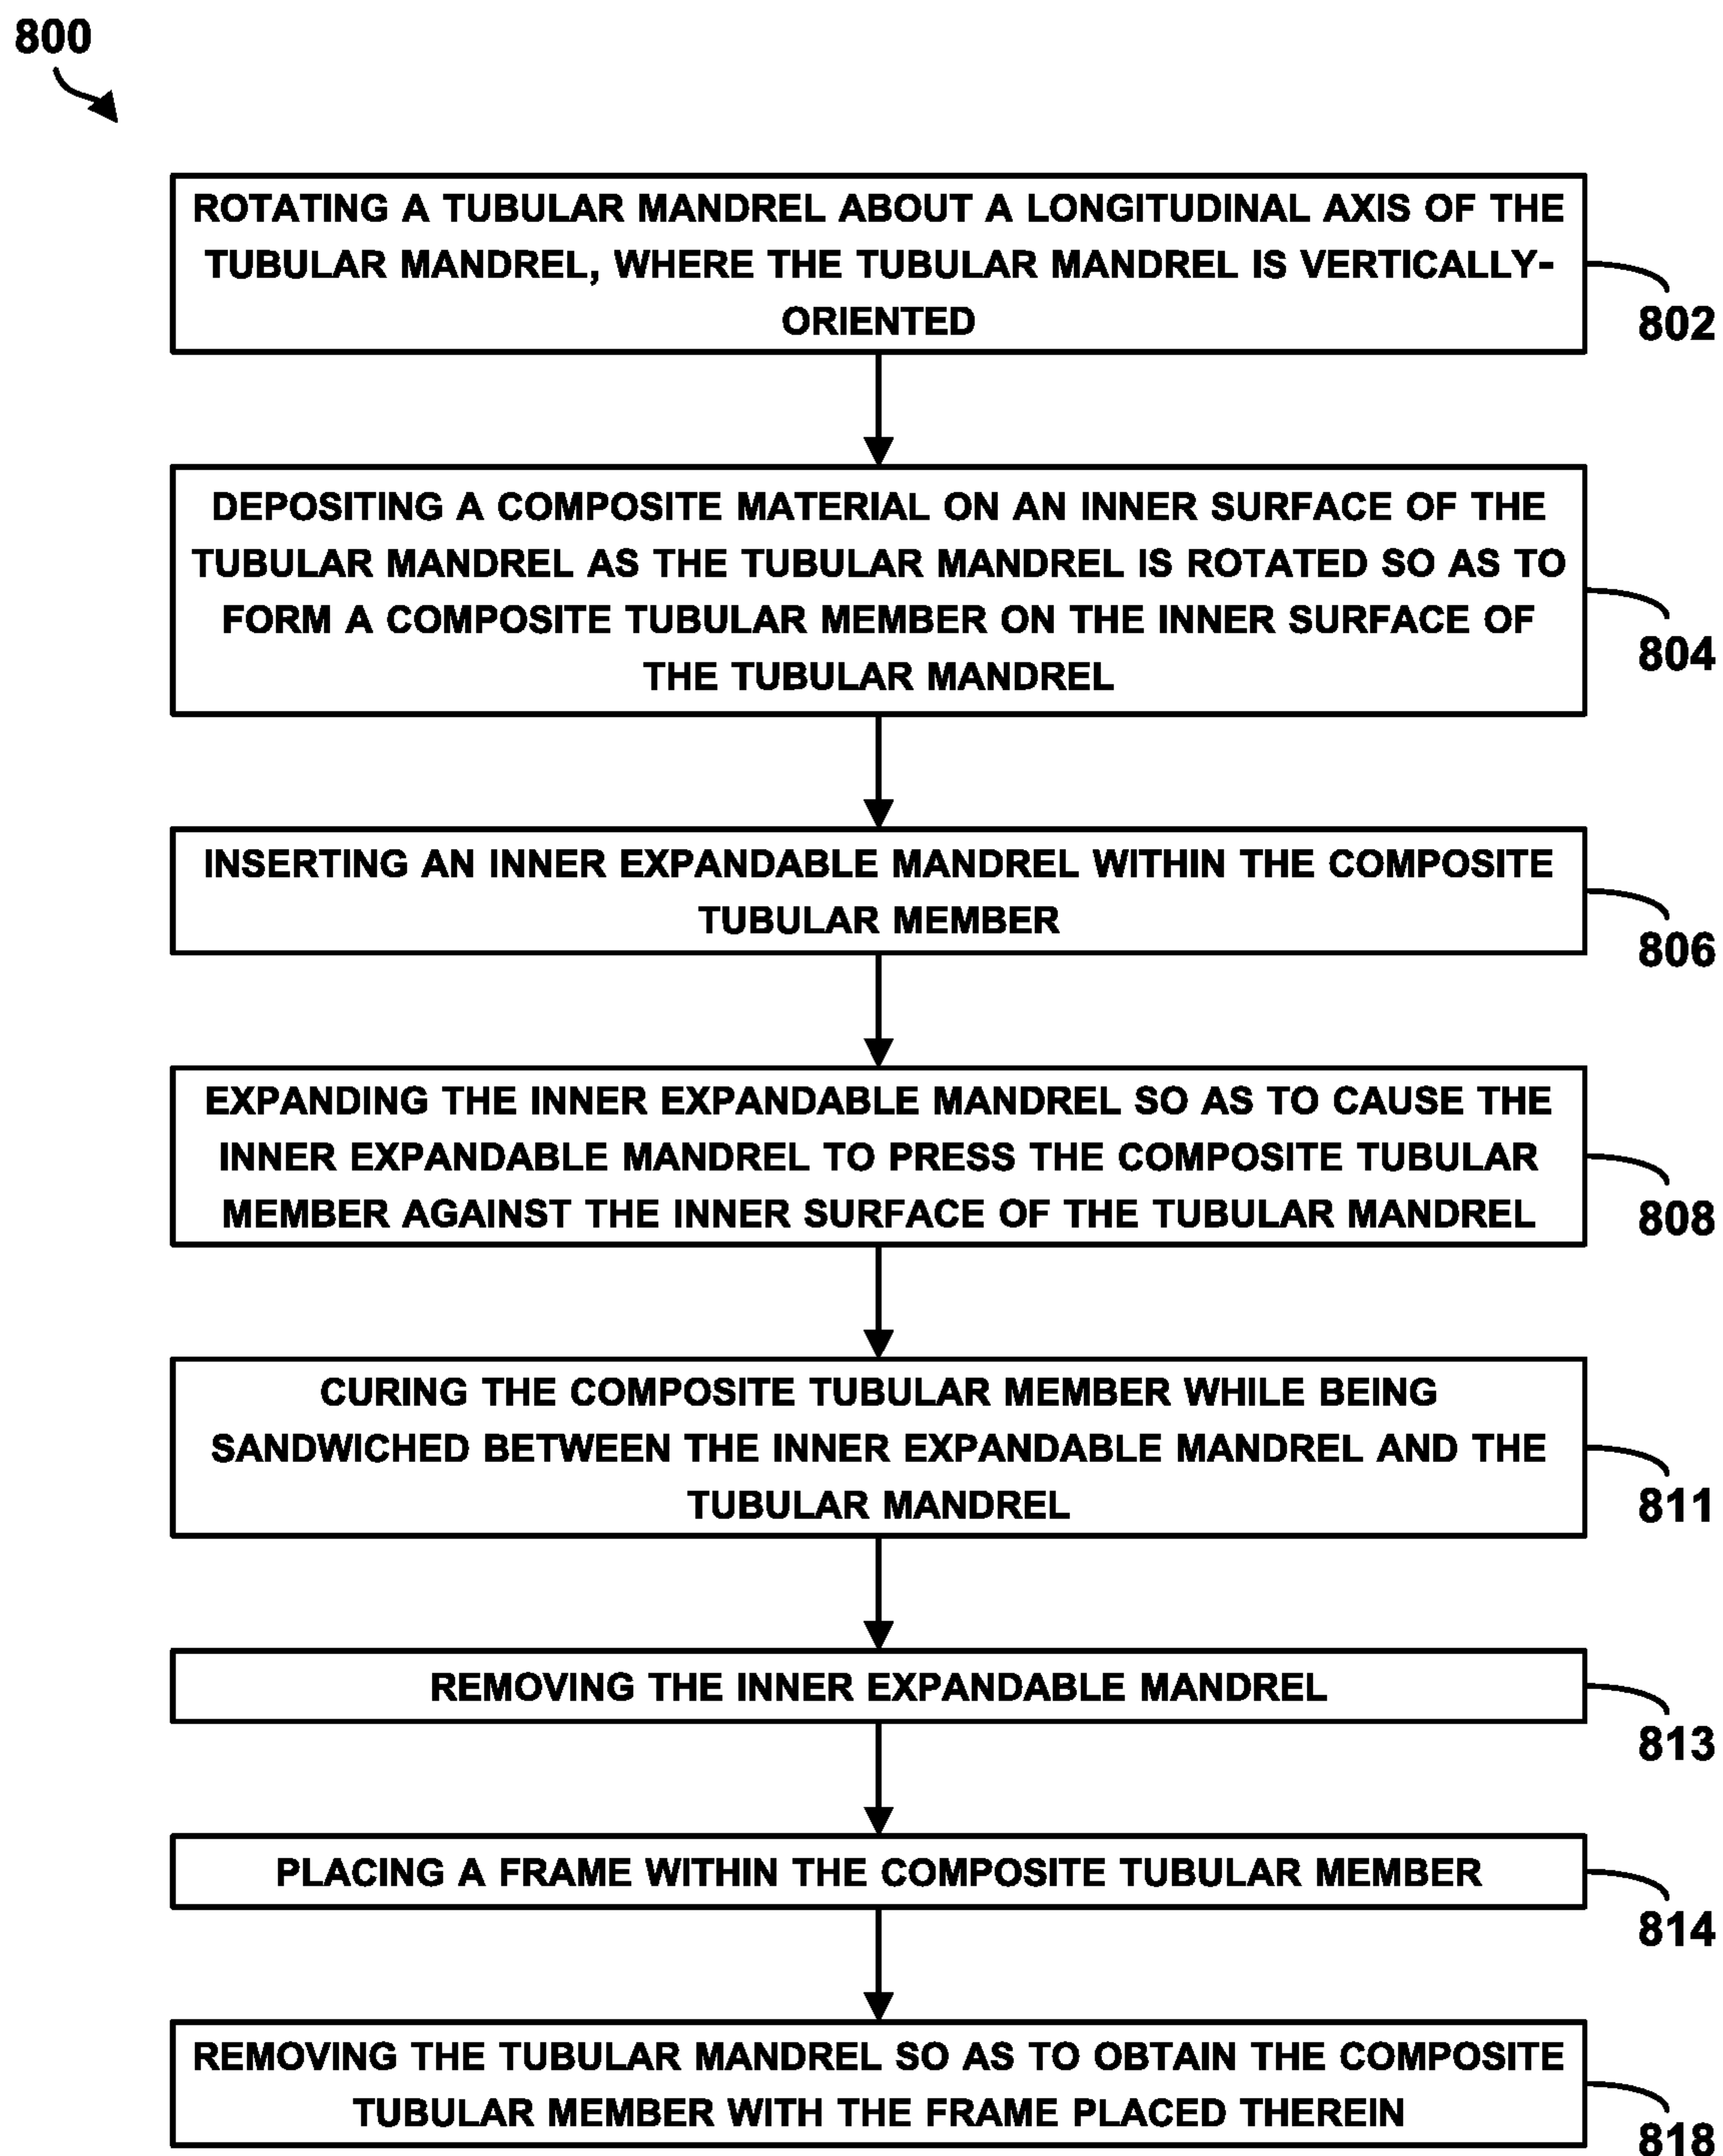 800
ROTATING A TUBULAR MANDREL ABOUT A LONGITUDINAL AXIS OF THE
TUBULAR MANDREL, WHERE THE TUBULAR MANDREL IS VERTICALLY-
ORIENTED
802
DEPOSITING A COMPOSITE MATERIAL ON AN INNER SURFACE OF THE
TUBULAR MANDREL AS THE TUBULAR MANDREL IS ROTATED SO AS TO
FORM A COMPOSITE TUBULAR MEMBER ON THE INNER SURFACE OF
THE TUBULAR MANDREL
804
INSERTING AN INNER EXPANDABLE MANDREL WITHIN THE COMPOSITE
TUBULAR MEMBER
806
EXPANDING THE INNER EXPANDABLE MANDREL SO AS TO CAUSE THE
INNER EXPANDABLE MANDREL TO PRESS THE COMPOSITE TUBULAR
MEMBER AGAINST THE INNER SURFACE OF THE TUBULAR MANDREL
808
CURING THE COMPOSITE TUBULAR MEMBER WHILE BEING
SANDWICHED BETWEEN THE INNER EXPANDABLE MANDREL AND THE
TUBULAR MANDREL
811
REMOVING THE INNER EXPANDABLE MANDREL
813
PLACING A FRAME WITHIN THE COMPOSITE TUBULAR MEMBER
814
REMOVING THE TUBULAR MANDREL SO AS TO OBTAIN THE COMPOSITE
TUBULAR MEMBER WITH THE FRAME PLACED THEREIN
818